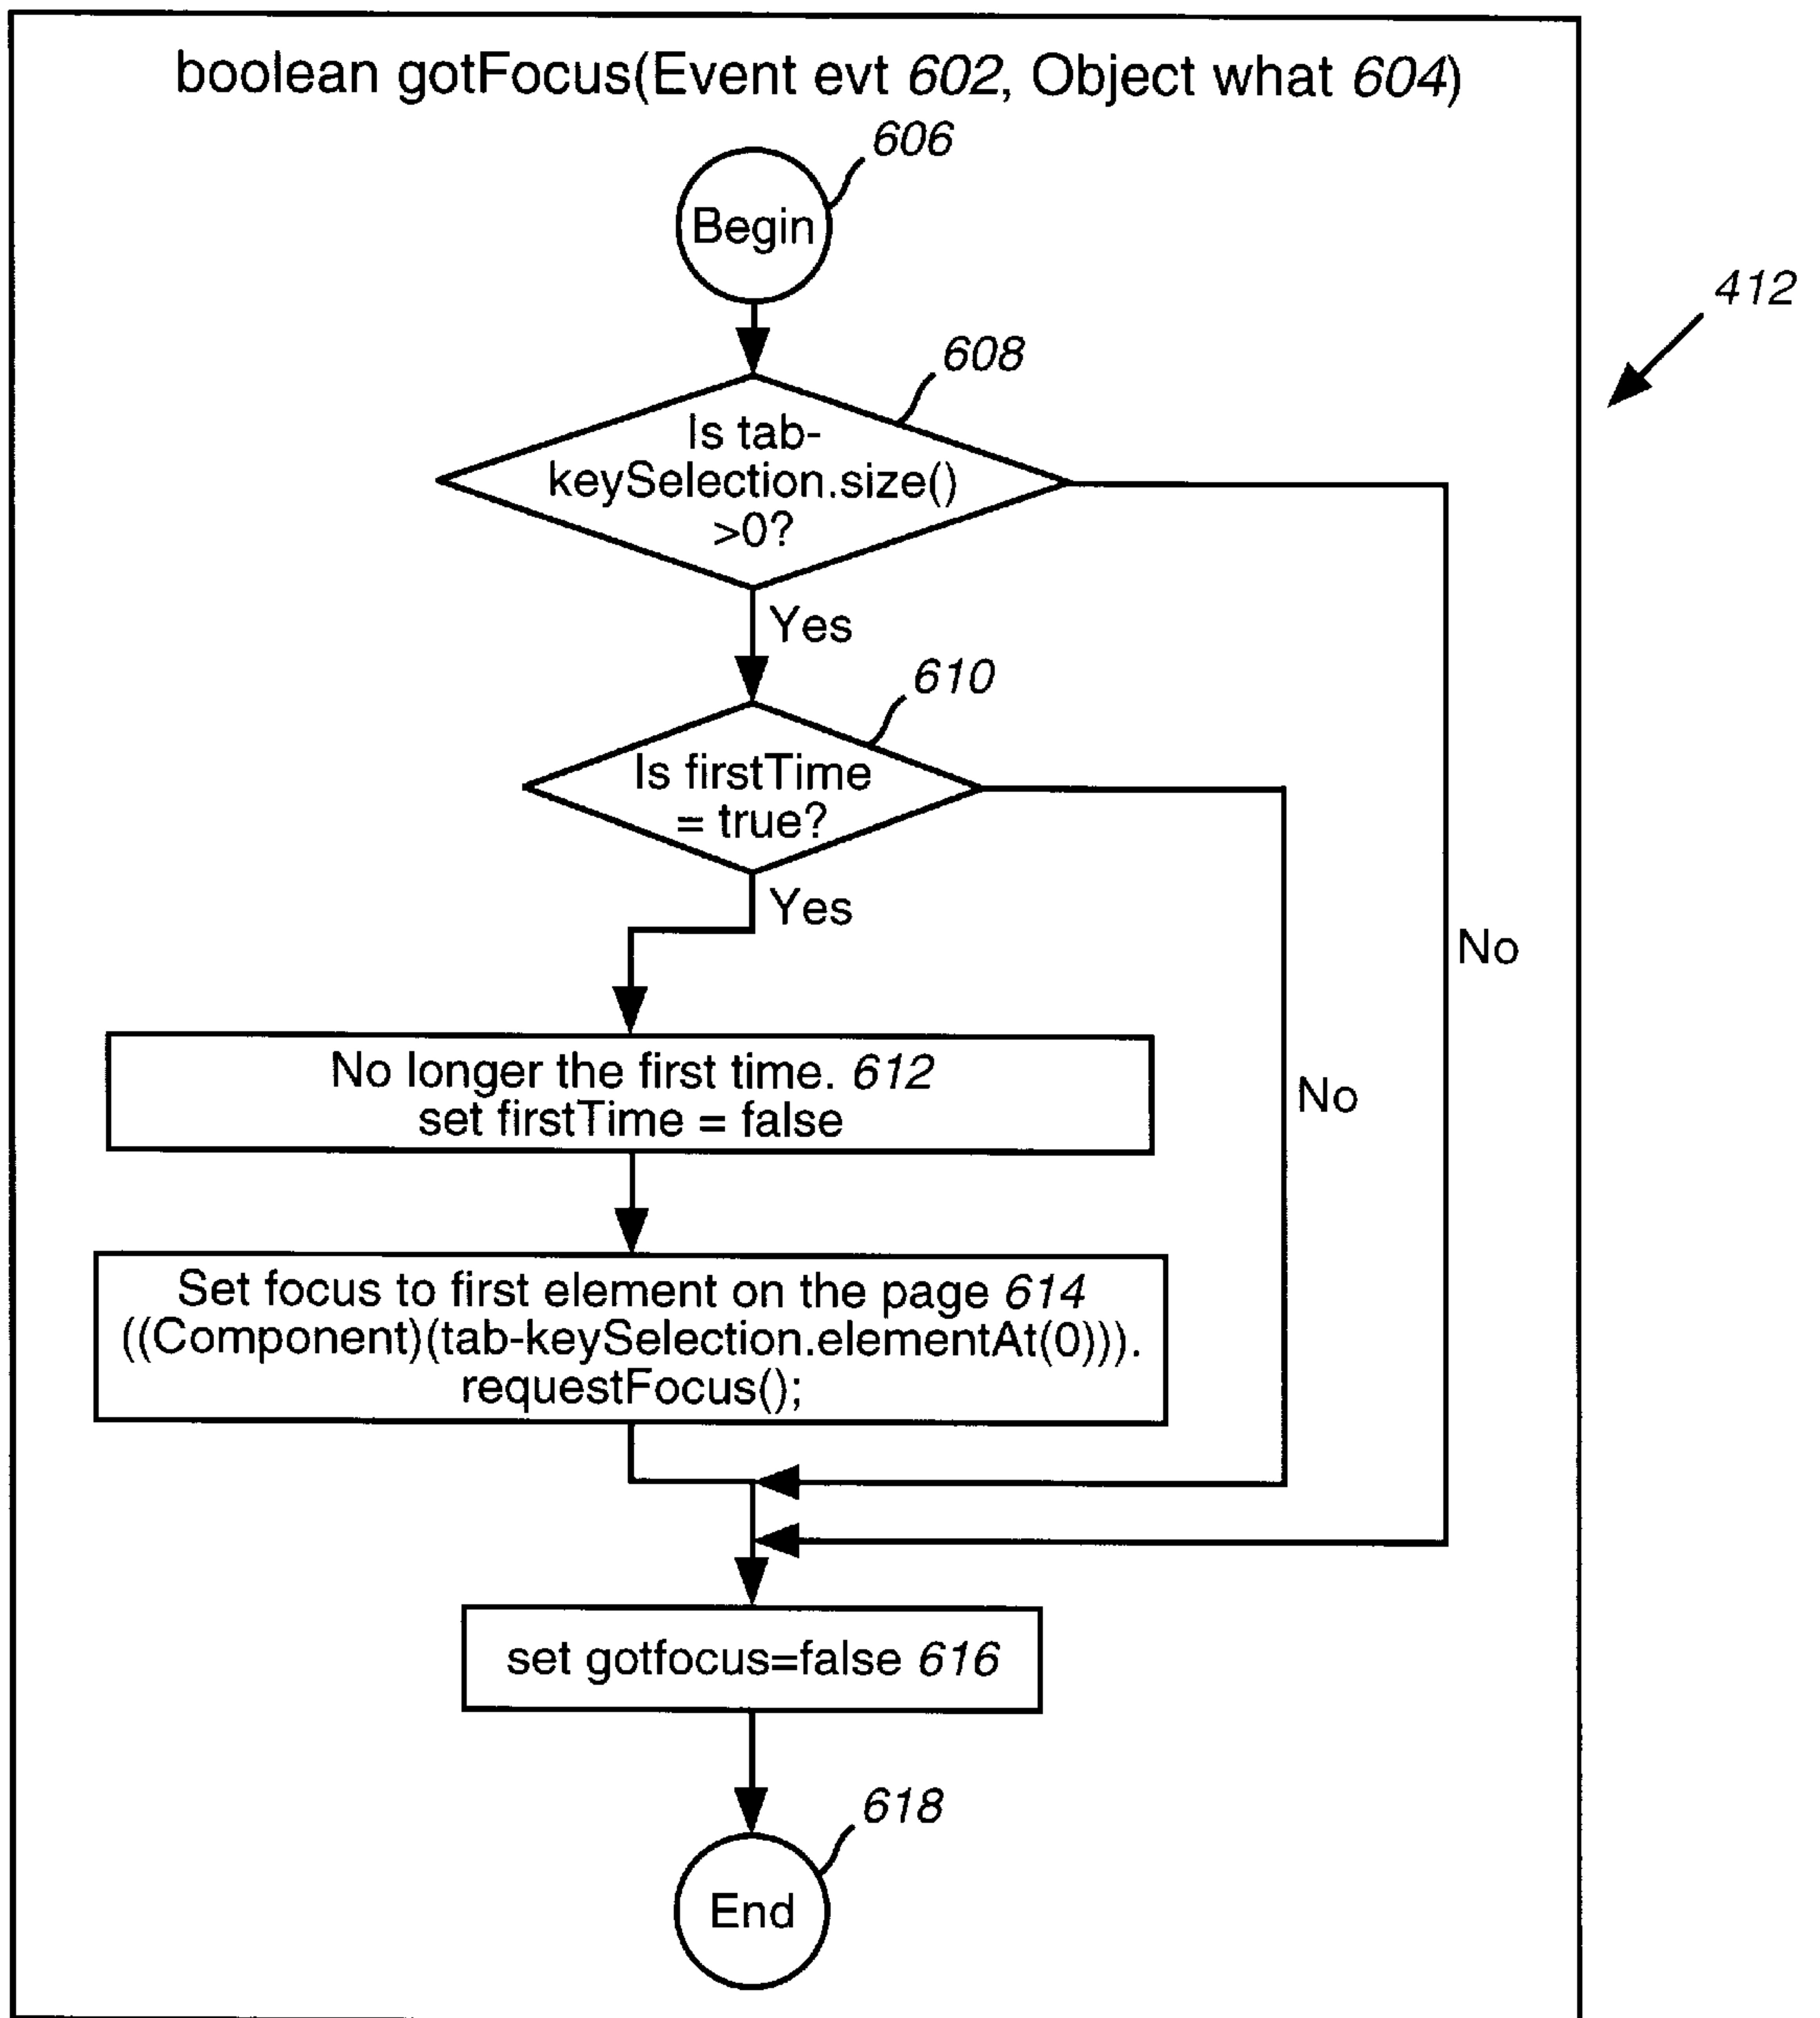 boolean gotFocus(Event evt 602, Object what 604)
606
Begin
412
608
Is tab-
keySelection.size()
>0?
Yes
610
Is firstTime
= true?
Yes
No
No longer the first time. 612
set firstTime = false
No
Set focus to first element on the page 614
((Component)(tab-keySelection.elementAt(0))).
requestFocus();
set gotfocus=false 616
618
End